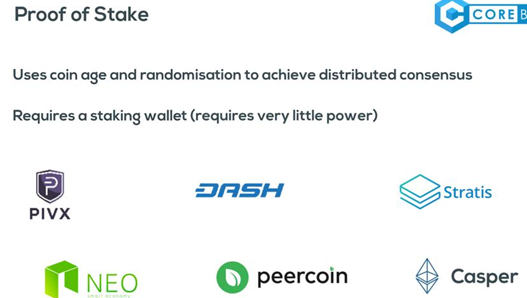 Proof of Stake
CORE B
Uses coin age and randomisation to achieve distributed consensus
Requires a staking wallet (requires very little power)
PIVX
DASH
Stratis
NEO
SMART ECONOMY
peercoin
Casper